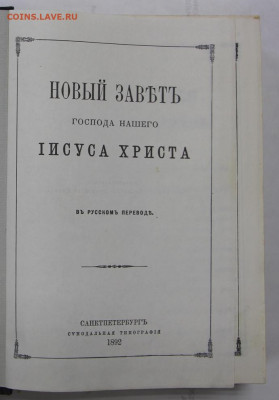 COINS.LAVE.RU
НОВЫЙ ЗАВѢТЪ
ГОСПОДА НАШЕГО
ІИСУСА ХРИСТА
ВЪ РУССКОМЪ ПЕРЕВОДѢ.
САНКТПЕТЕРБУРГЪ
СУНОДАЛЬНАЯ ТИПОГРАФІЯ
1892